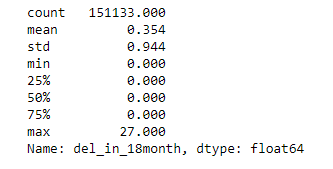 count 151133.000
mean 0.354
std 0.944
min 0.000
25% 0.000
50% 0.000
75% 0.000
max 27.000
Name: del_in_18month, dtype: float64